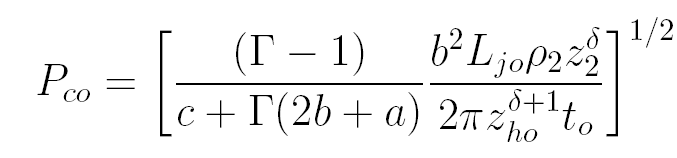 $$P_{co} = \left[ \frac{(\Gamma - 1)}{c + \Gamma(2b + a)} \frac{b^2 L_{jo} \rho_2 z_2^{\delta}}{2\pi z_{ho}^{\delta+1} t_o} \right]^{1/2}$$